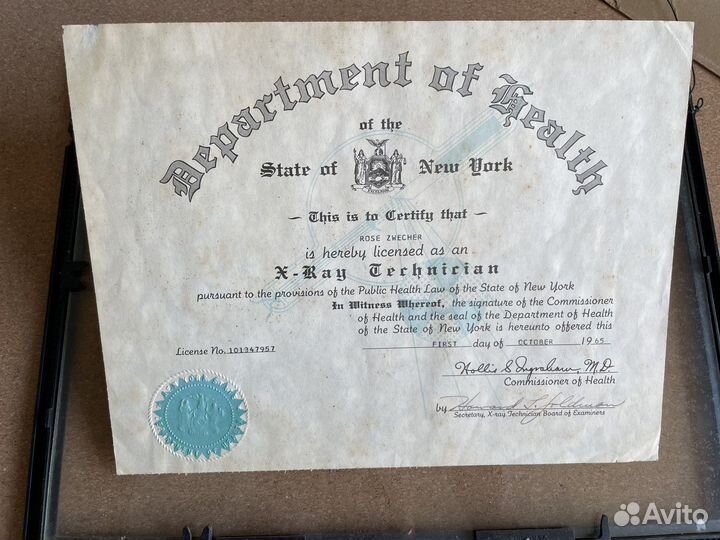 Department of Health
of the
State of New York
EXCELSIOR
~ This is to Certify that ~
ROSE ZWECHER
is hereby licensed as an
X-Ray Technician
pursuant to the provisions of the Public Health Law of the State of New York
In Witness Whereof, the signature of the Commissioner
of Health and the seal of the Department of Health
of the State of New York is hereunto offered this
FIRST day of OCTOBER 1965
License No. 101347957
Hollis S. Ingraham, M.D.
Commissioner of Health
by
Secretary, X-ray Technician Board of Examiners
Avito